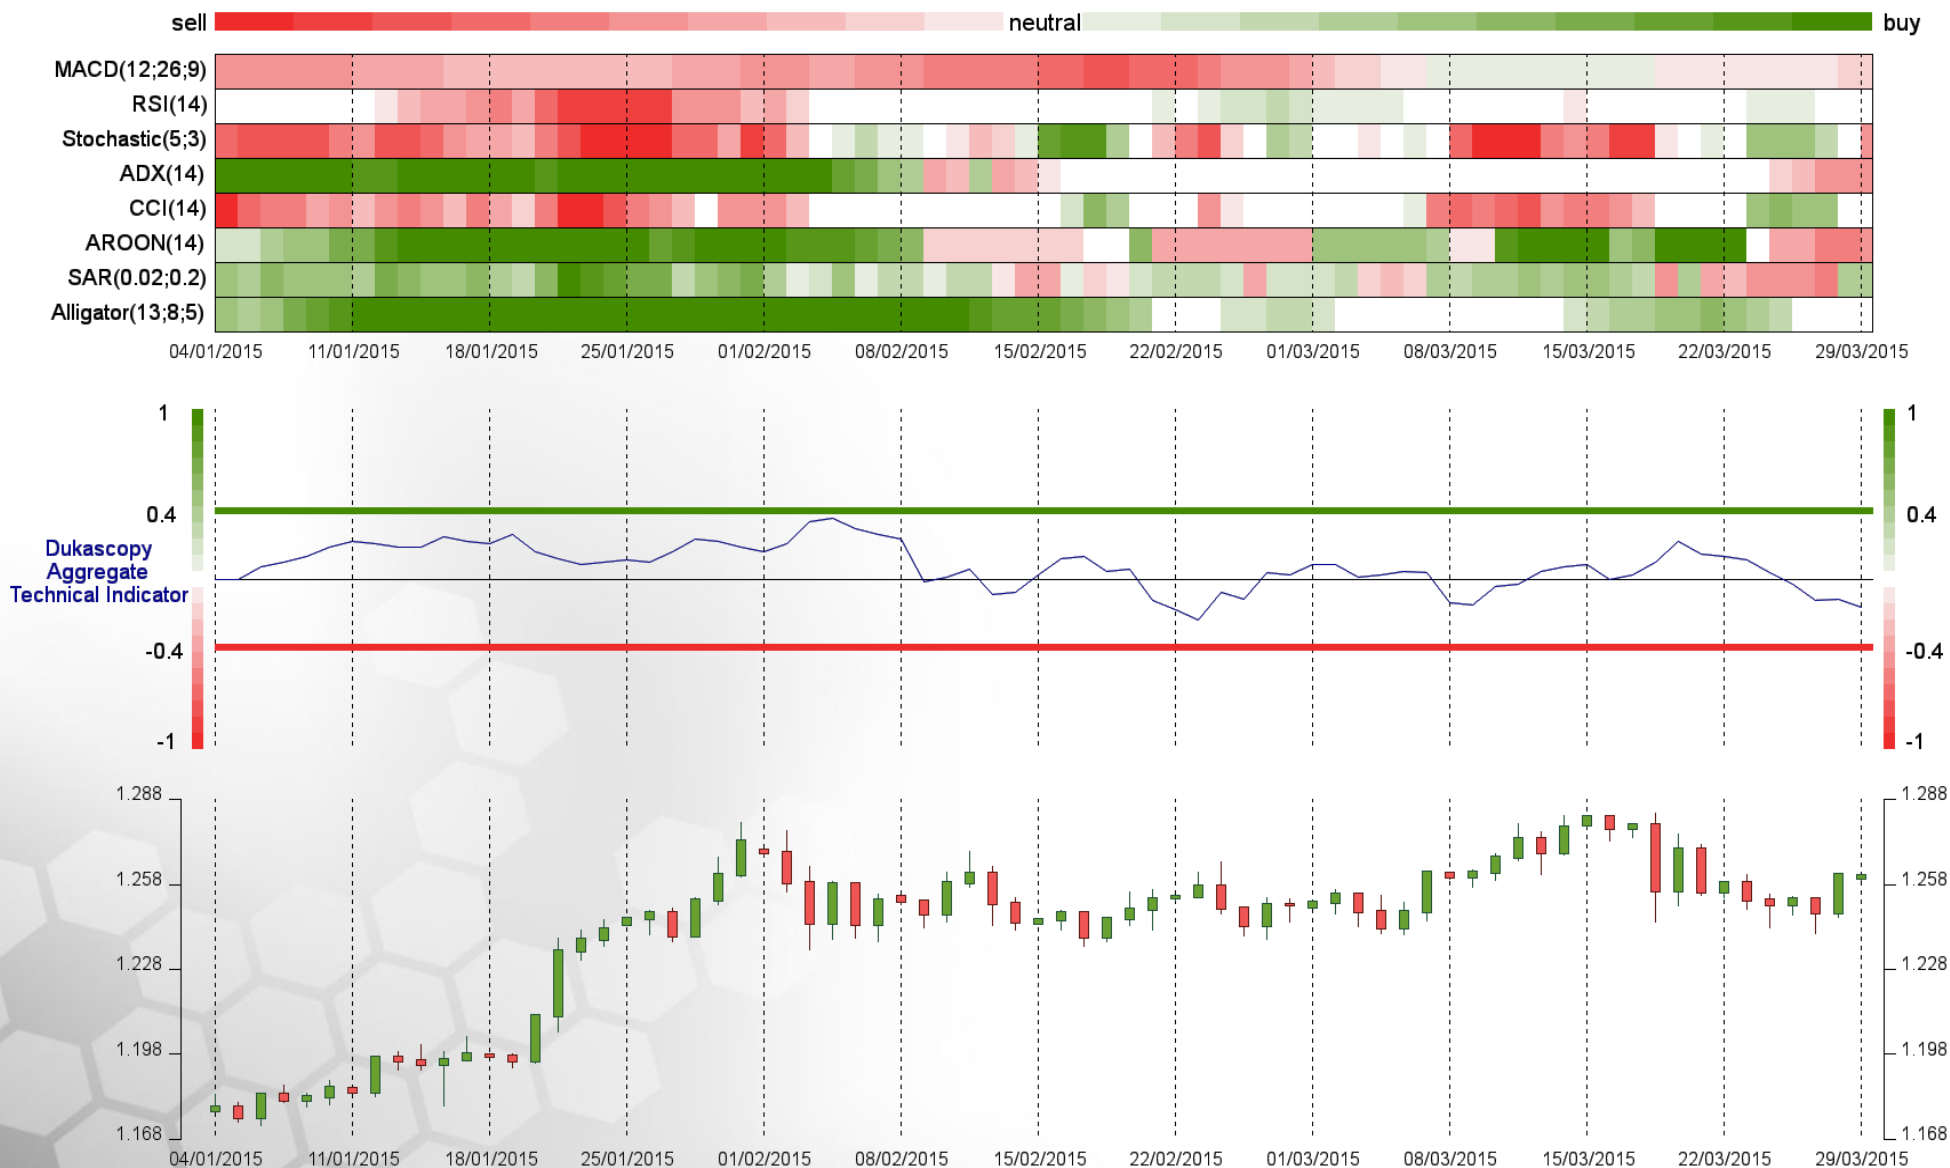 sell neutral buy
MACD(12;26;9)
RSI(14)
Stochastic(5;3)
ADX(14)
CCI(14)
AROON(14)
SAR(0.02;0.2)
Alligator(13;8;5)
04/01/2015 11/01/2015 18/01/2015 25/01/2015 01/02/2015 08/02/2015 15/02/2015 22/02/2015 01/03/2015 08/03/2015 15/03/2015 22/03/2015 29/03/2015
1 1
0.4 0.4
Dukascopy
Aggregate
Technical Indicator
-0.4 -0.4
-1 -1
1.288 1.288
1.258 1.258
1.228 1.228
1.198 1.198
1.168 1.168
04/01/2015 11/01/2015 18/01/2015 25/01/2015 01/02/2015 08/02/2015 15/02/2015 22/02/2015 01/03/2015 08/03/2015 15/03/2015 22/03/2015 29/03/2015